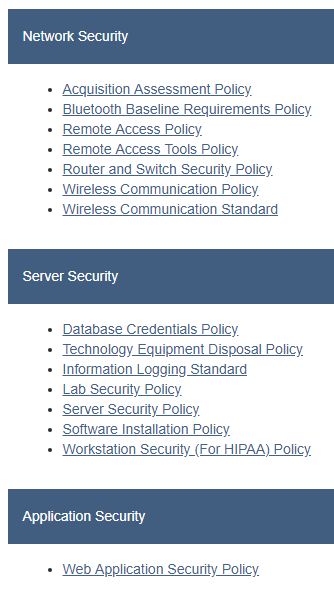 Network Security
Acquisition Assessment Policy
Bluetooth Baseline Requirements Policy
Remote Access Policy
Remote Access Tools Policy
Router and Switch Security Policy
Wireless Communication Policy
Wireless Communication Standard
Server Security
Database Credentials Policy
Technology Equipment Disposal Policy
Information Logging Standard
Lab Security Policy
Server Security Policy
Software Installation Policy
Workstation Security (For HIPAA) Policy
Application Security
Web Application Security Policy